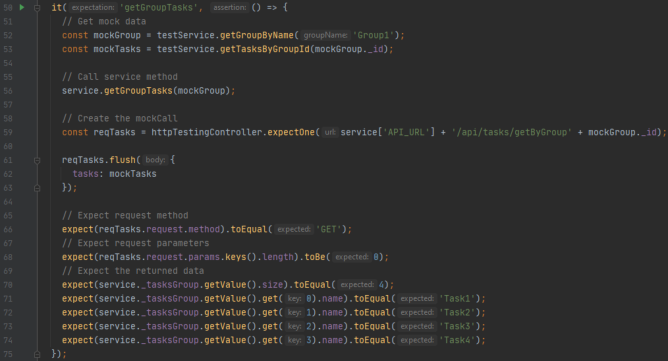 50 it( expectation: 'getGroupTasks', assertion: () => {
51 // Get mock data
52 const mockGroup = testService.getGroupByName( groupName: 'Group1');
53 const mockTasks = testService.getTasksByGroupId(mockGroup._id);
54
55 // Call service method
56 service.getGroupTasks(mockGroup);
57
58 // Create the mockCall
59 const reqTasks = httpTestingController.expectOne( url: service['API_URL'] + '/api/tasks/getByGroup' + mockGroup._id);
60
61 reqTasks.flush( body: {
62 tasks: mockTasks
63 });
64
65 // Expect request method
66 expect(reqTasks.request.method).toEqual( expected: 'GET');
67 // Expect request parameters
68 expect(reqTasks.request.params.keys().length).toBe( expected: 0);
69 // Expect the returned data
70 expect(service._tasksGroup.getValue().size).toEqual( expected: 4);
71 expect(service._tasksGroup.getValue().get( key: 0).name).toEqual( expected: 'Task1');
72 expect(service._tasksGroup.getValue().get( key: 1).name).toEqual( expected: 'Task2');
73 expect(service._tasksGroup.getValue().get( key: 2).name).toEqual( expected: 'Task3');
74 expect(service._tasksGroup.getValue().get( key: 3).name).toEqual( expected: 'Task4');
75 });